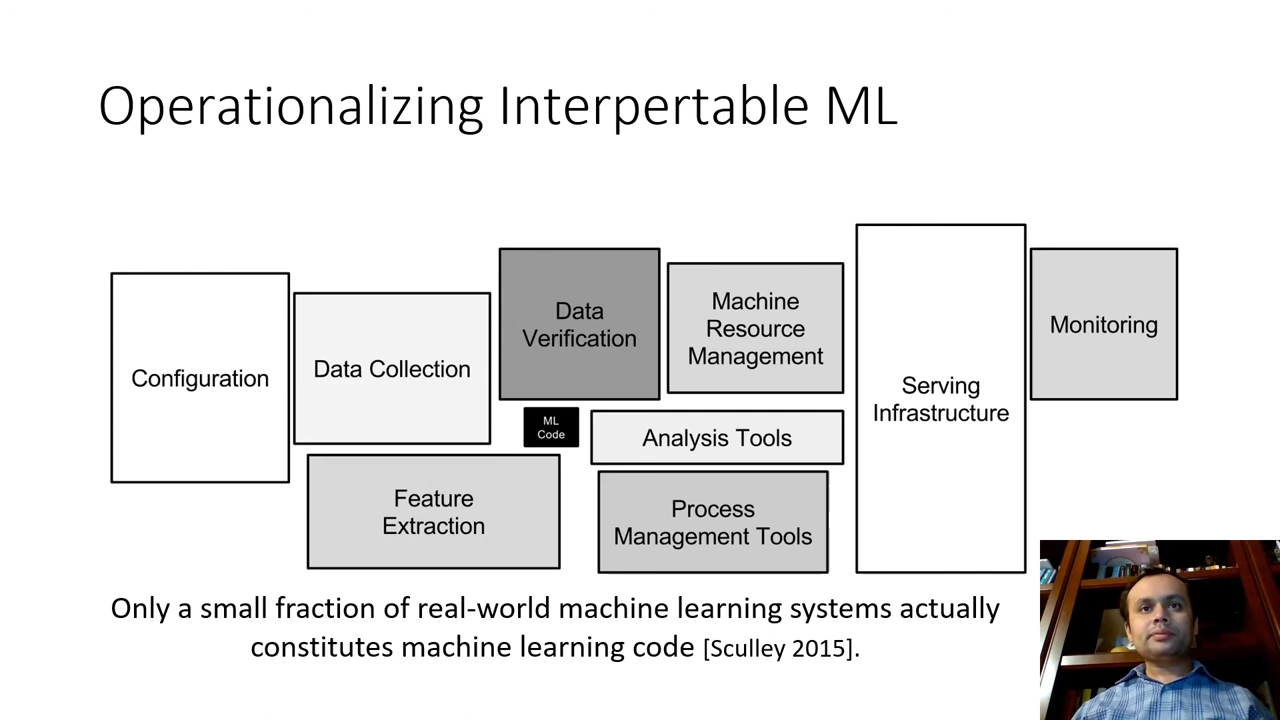 Operationalizing Interpertable ML
Configuration
Data Collection
Data
Verification
Machine
Resource
Management
Serving
Infrastructure
Monitoring
ML
Code
Analysis Tools
Feature
Extraction
Process
Management Tools
Only a small fraction of real-world machine learning systems actually
constitutes machine learning code [Sculley 2015].